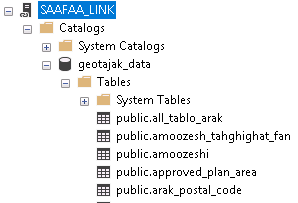 SAAFAA_LINK
Catalogs
System Catalogs
geotajak_data
Tables
System Tables
public.all_tablo_arak
public.amoozesh_tahghighat_fan
public.amoozeshi
public.approved_plan_area
public.arak_postal_code